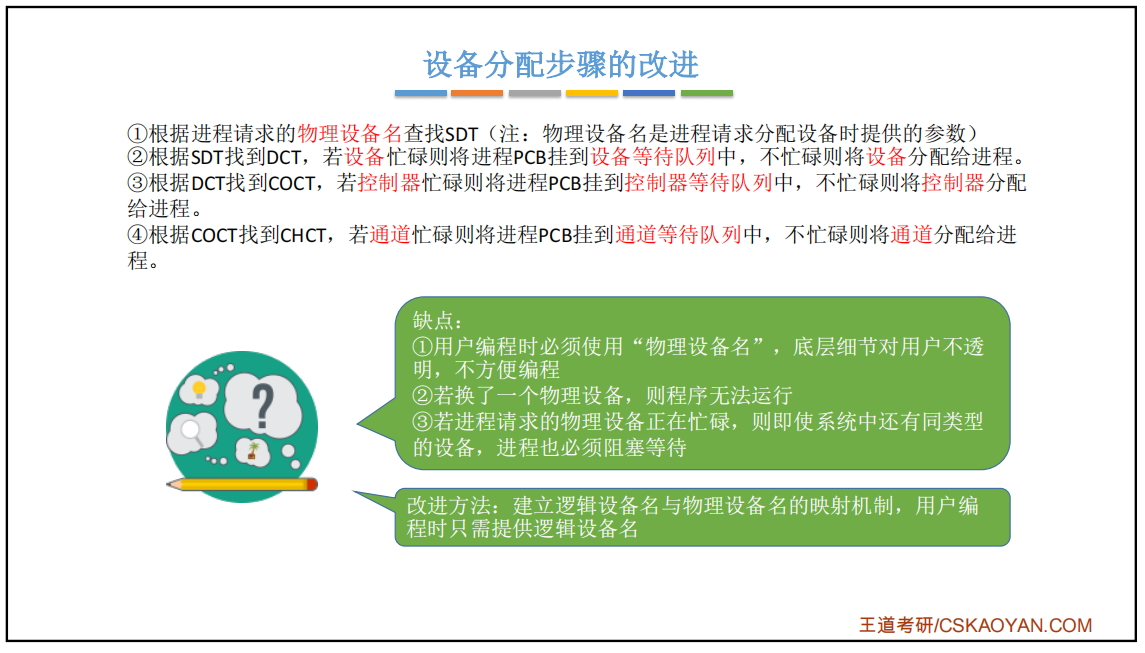 设备分配步骤的改进
①根据进程请求的物理设备名查找SDT（注：物理设备名是进程请求分配设备时提供的参数）
②根据SDT找到DCT，若设备忙碌则将进程PCB挂到设备等待队列中，不忙碌则将设备分配给进程。
③根据DCT找到COCT，若控制器忙碌则将进程PCB挂到控制器等待队列中，不忙碌则将控制器分配
给进程。
④根据COCT找到CHCT，若通道忙碌则将进程PCB挂到通道等待队列中，不忙碌则将通道分配给进
程。
缺点：
①用户编程时必须使用“物理设备名”，底层细节对用户不透
明，不方便编程
②若换了一个物理设备，则程序无法运行
③若进程请求的物理设备正在忙碌，则即使系统中还有同类型
的设备，进程也必须阻塞等待
?
改进方法：建立逻辑设备名与物理设备名的映射机制，用户编
程时只需提供逻辑设备名
王道考研/CSKAOYAN.COM